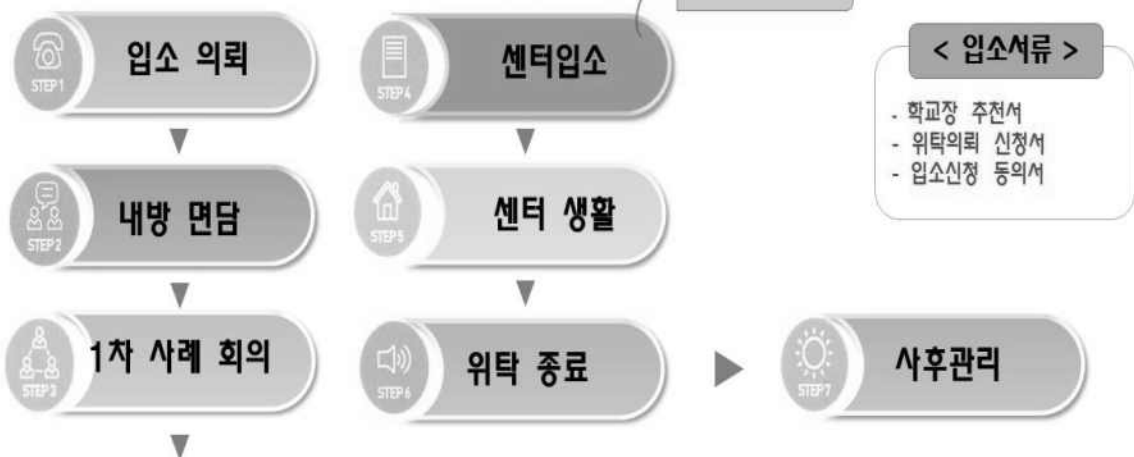 STEP 1
입소 의뢰
STEP 2
내방 면담
STEP 3
1차 사례 회의
STEP 4
센터입소
STEP 5
센터 생활
STEP 6
위탁 종료
STEP 7
사후관리
< 입소서류 >
- 학교장 추천서
- 위탁의뢰 신청서
- 입소신청 동의서